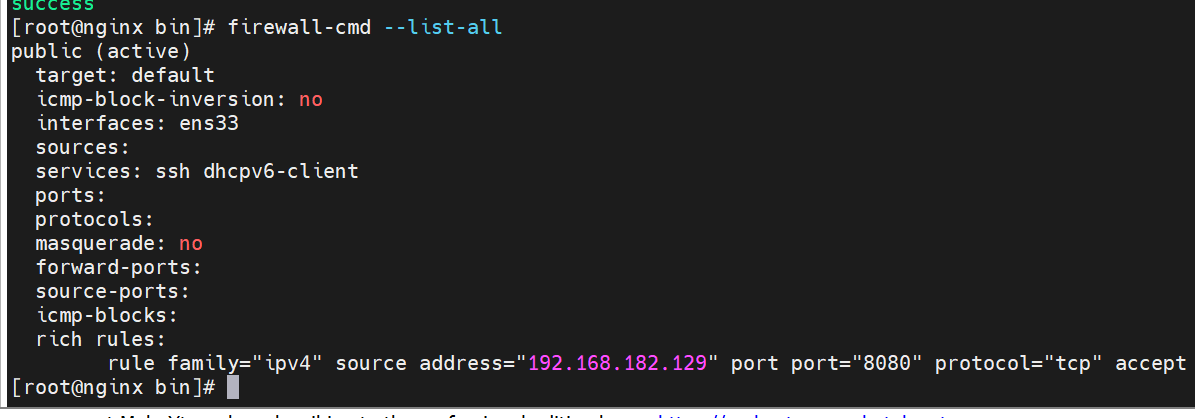 success
[root@nginx bin]# firewall-cmd --list-all
public (active)
  target: default
  icmp-block-inversion: no
  interfaces: ens33
  sources:
  services: ssh dhcpv6-client
  ports:
  protocols:
  masquerade: no
  forward-ports:
  source-ports:
  icmp-blocks:
  rich rules:
        rule family="ipv4" source address="192.168.182.129" port port="8080" protocol="tcp" accept
[root@nginx bin]#